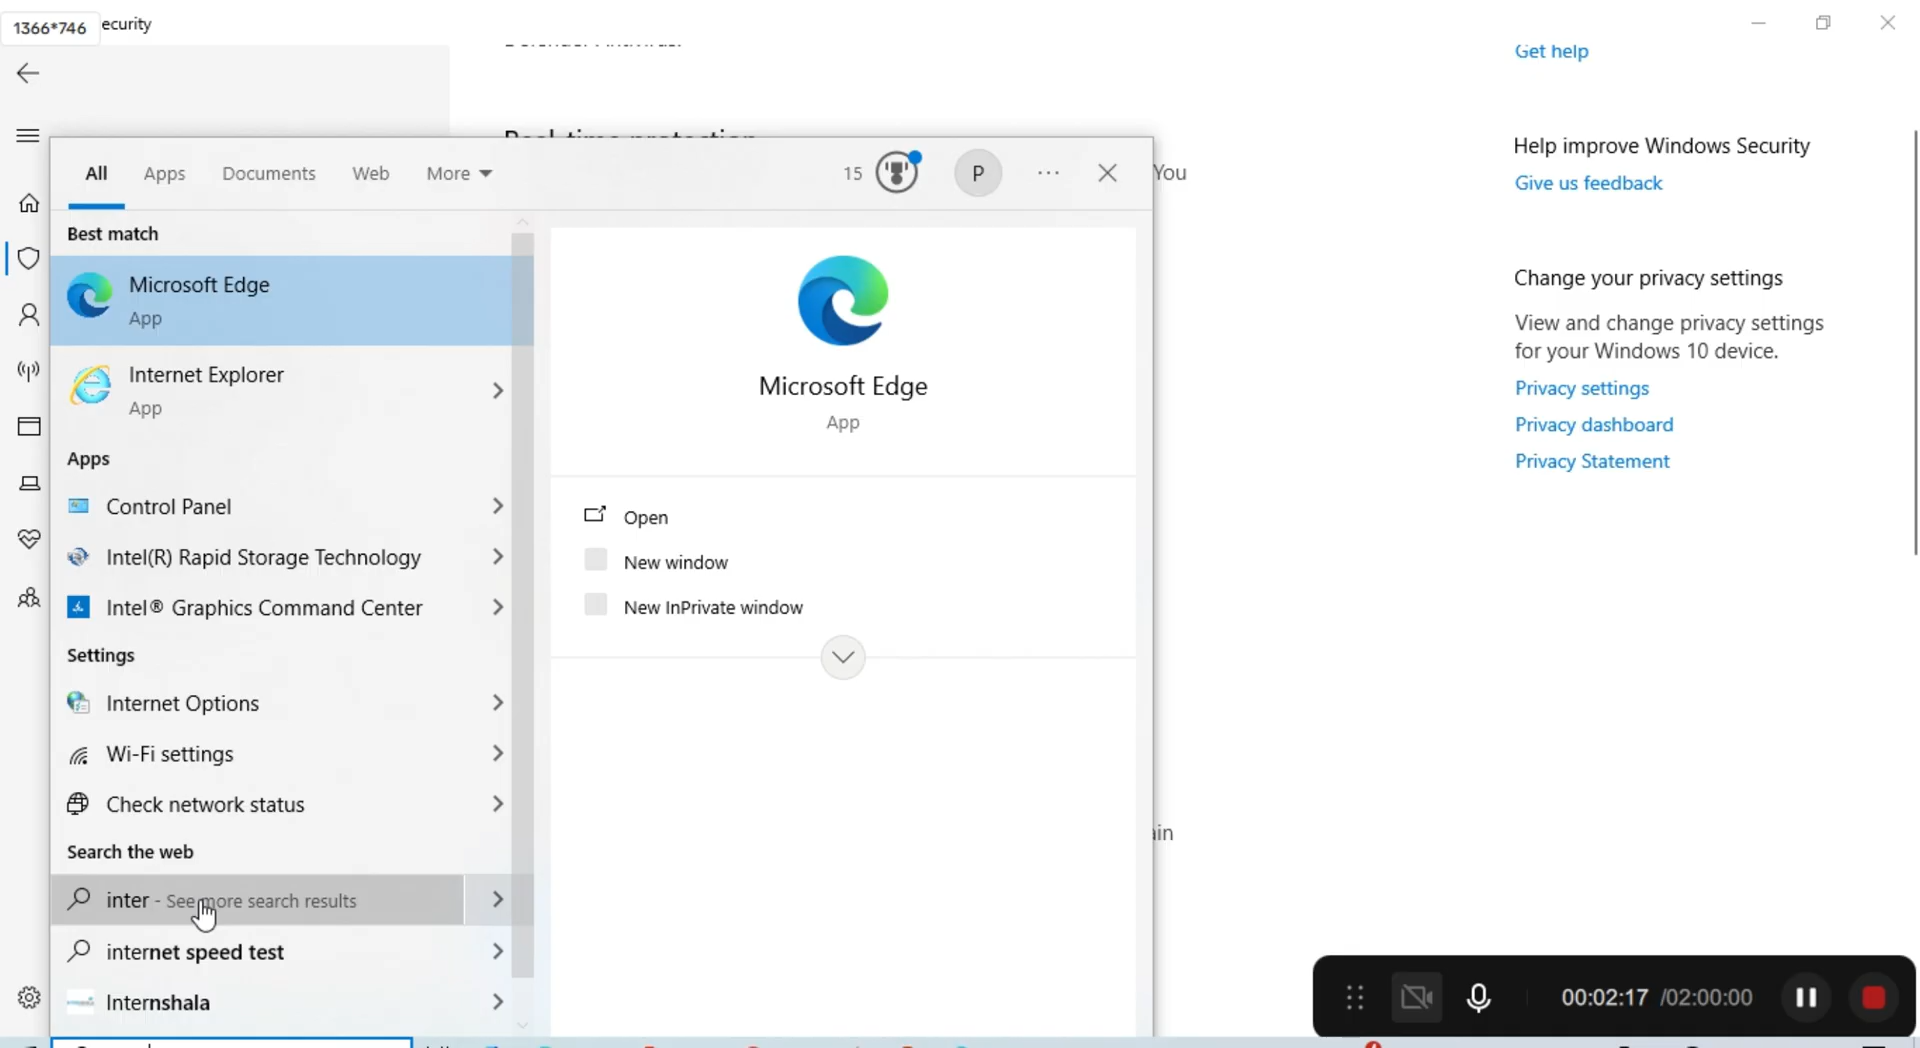 1366*746
ecurity
Get help
Help improve Windows Security
Give us feedback
Change your privacy settings
View and change privacy settings
for your Windows 10 device.
Privacy settings
Privacy dashboard
Privacy Statement
Real-time protection
You
ain
All
Apps
Documents
Web
More
15
P
Best match
Microsoft Edge
App
Internet Explorer
App
Apps
Control Panel
Intel(R) Rapid Storage Technology
Intel® Graphics Command Center
Settings
Internet Options
Wi-Fi settings
Check network status
Search the web
inter - See more search results
internet speed test
Internshala
Microsoft Edge
App
Open
New window
New InPrivate window
00:02:17 /02:00:00